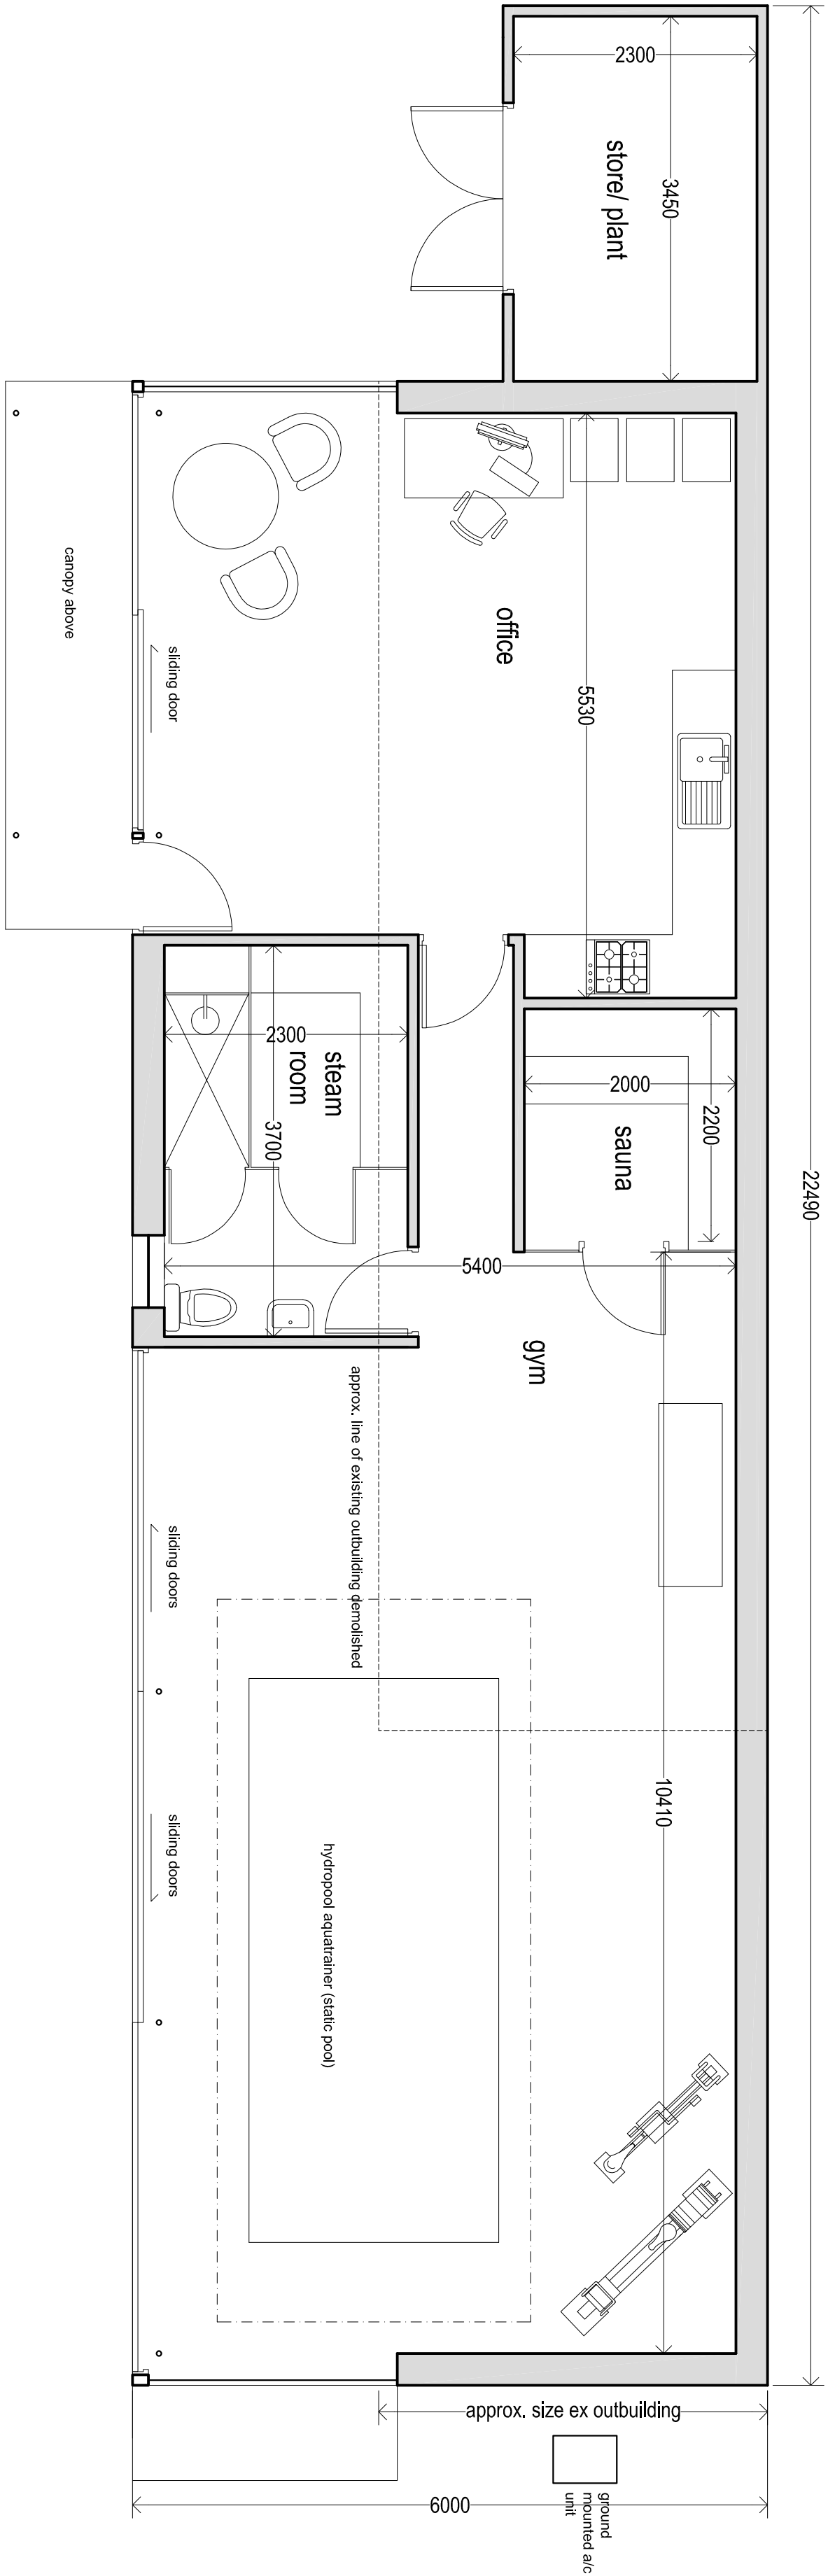 2300
3450
store/ plant
canopy above
sliding door
office
5530
22490
2300
steam
room
3700
2000
2200
sauna
5400
gym
approx. line of existing outbuilding demolished
sliding doors
sliding doors
10410
hydropool aquatrainer (static pool)
approx. size ex outbuilding
6000
ground
mounted a/c
unit